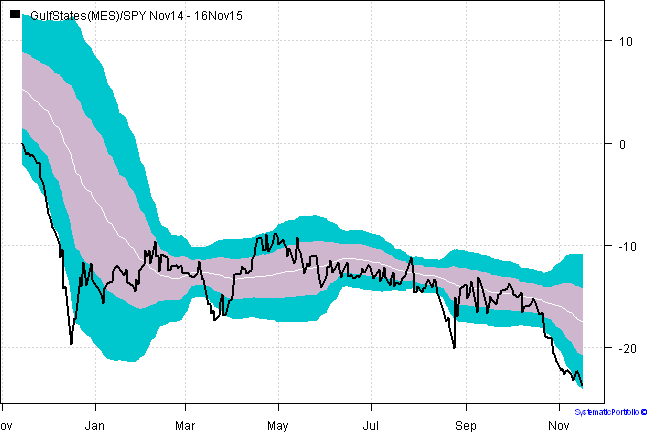 GulfStates(MES)/SPY Nov14 - 16Nov15
10
0
-10
-20
ov Jan Mar May Jul Sep Nov
SystematicPortfolio ©